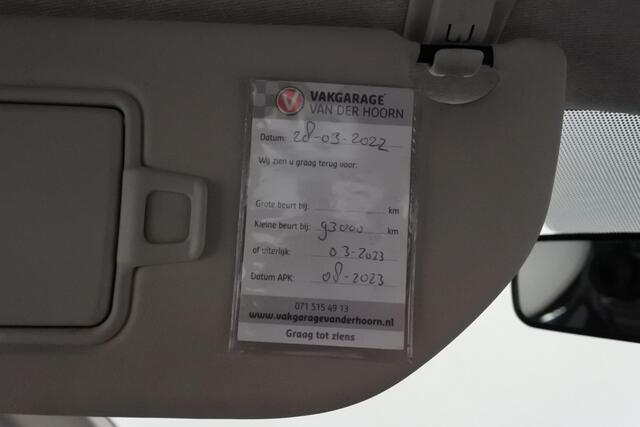 VAKGARAGE
VAN DER HOORN
Datum: 28-03-2022
Wij zien u graag terug voor:
Grote beurt bij: km
Kleine beurt bij: 93000 km
of uiterlijk: 03-2023
Datum APK: 08-2023
071 515 49 13
www.vakgaragevanderhoorn.nl
Graag tot ziens